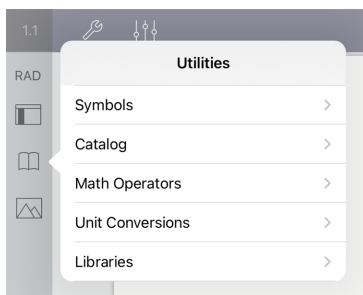 1.1
RAD
Utilities
Symbols
Catalog
Math Operators
Unit Conversions
Libraries